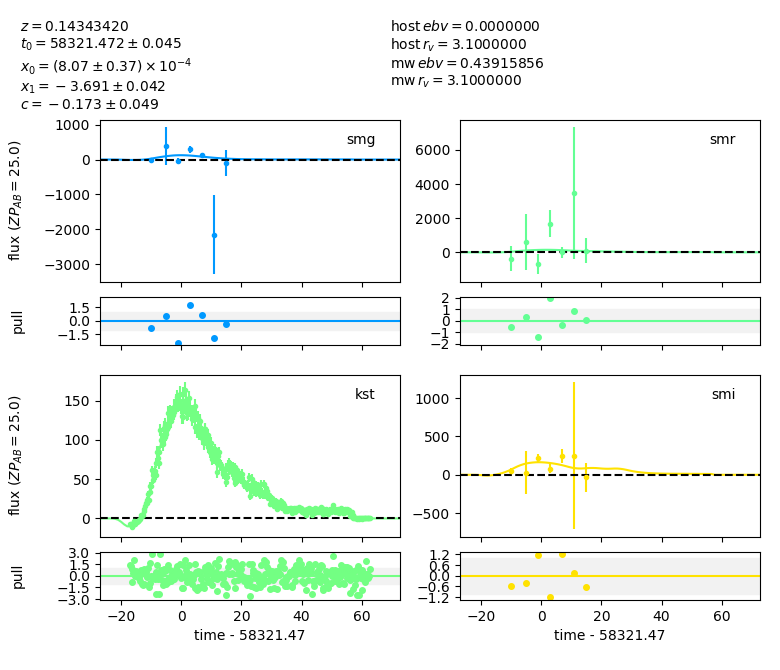 z = 0.14343420
t₀ = 58321.472 ± 0.045
x₀ = (8.07 ± 0.37) × 10⁻⁴
x₁ = −3.691 ± 0.042
c = −0.173 ± 0.049
host ebv = 0.0000000
host r_v = 3.1000000
mw ebv = 0.43915856
mw r_v = 3.1000000
smg
1000
0
−1000
−2000
−3000
flux (ZP_AB = 25.0)
smr
6000
4000
2000
0
1.5
0.0
−1.5
pull
2
1
0
−1
−2
kst
150
100
50
0
flux (ZP_AB = 25.0)
smi
1000
500
0
−500
3.0
1.5
0.0
−1.5
−3.0
pull
−20 0 20 40 60
time - 58321.47
1.2
0.6
0.0
−0.6
−1.2
−20 0 20 40 60
time - 58321.47